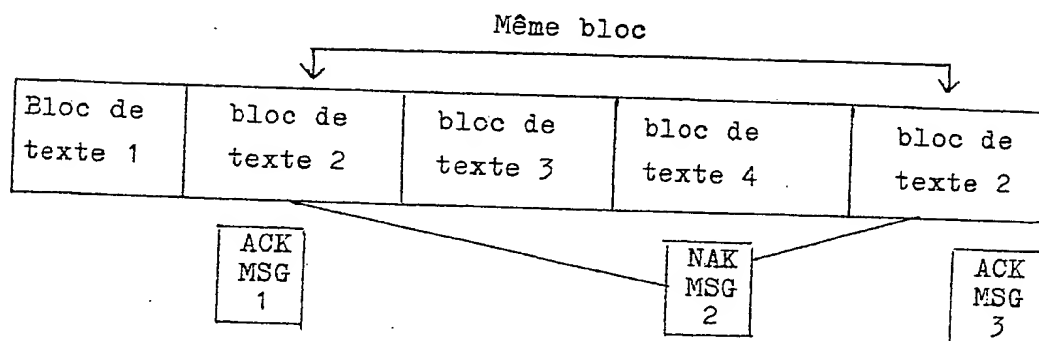 Même bloc
Bloc de
texte 1
bloc de
texte 2
bloc de
texte 3
bloc de
texte 4
bloc de
texte 2
ACK
MSG
1
NAK
MSG
2
ACK
MSG
3